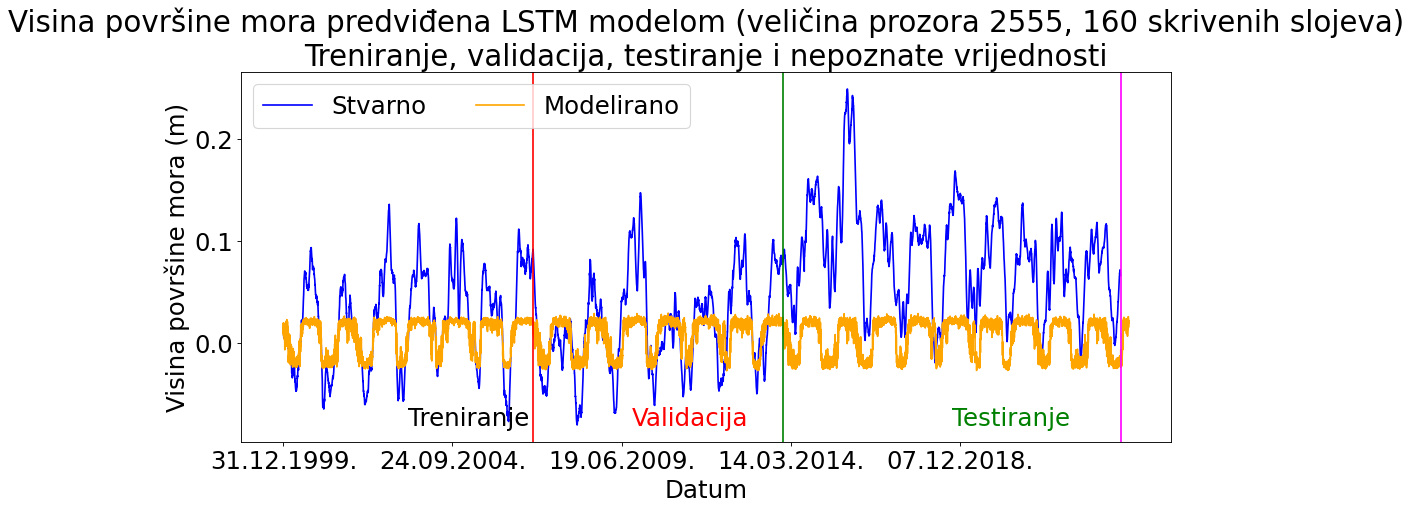 Visina površine mora predviđena LSTM modelom (veličina prozora 2555, 160 skrivenih slojeva)
Treniranje, validacija, testiranje i nepoznate vrijednosti
Stvarno Modelirano
Visina površine mora (m)
0.2
0.1
0.0
Treniranje Validacija Testiranje
31.12.1999. 24.09.2004. 19.06.2009. 14.03.2014. 07.12.2018.
Datum